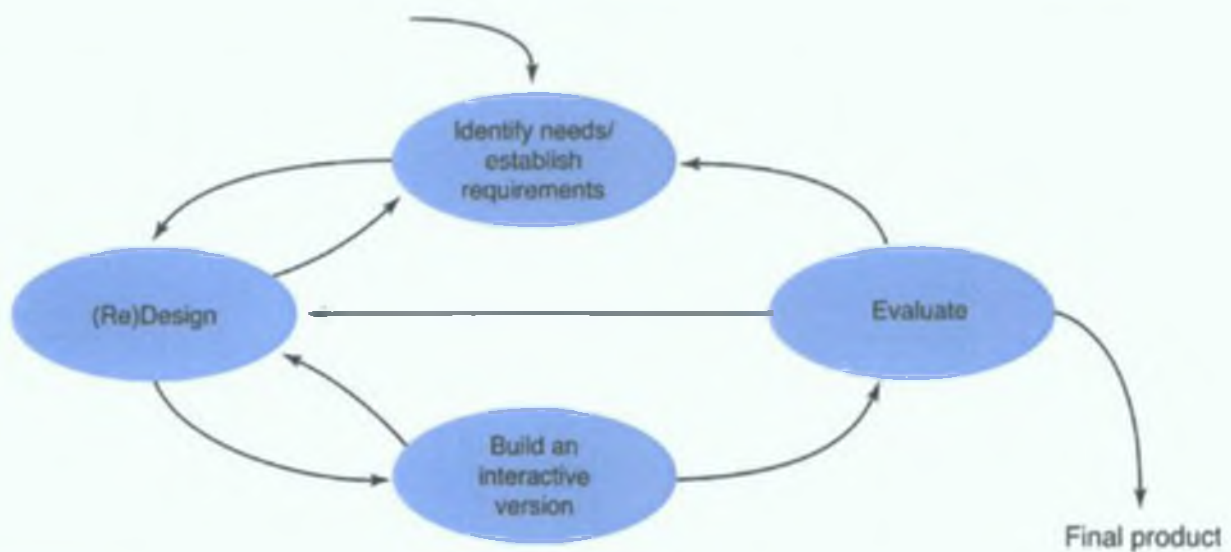 Identify needs/
establish
requirements
(Re)Design
Evaluate
Build an
interactive
version
Final product